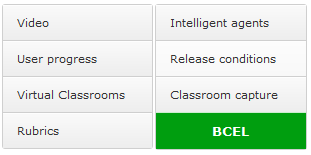 Video
Intelligent agents
User progress
Release conditions
Virtual Classrooms
Classroom capture
Rubrics
BCEL